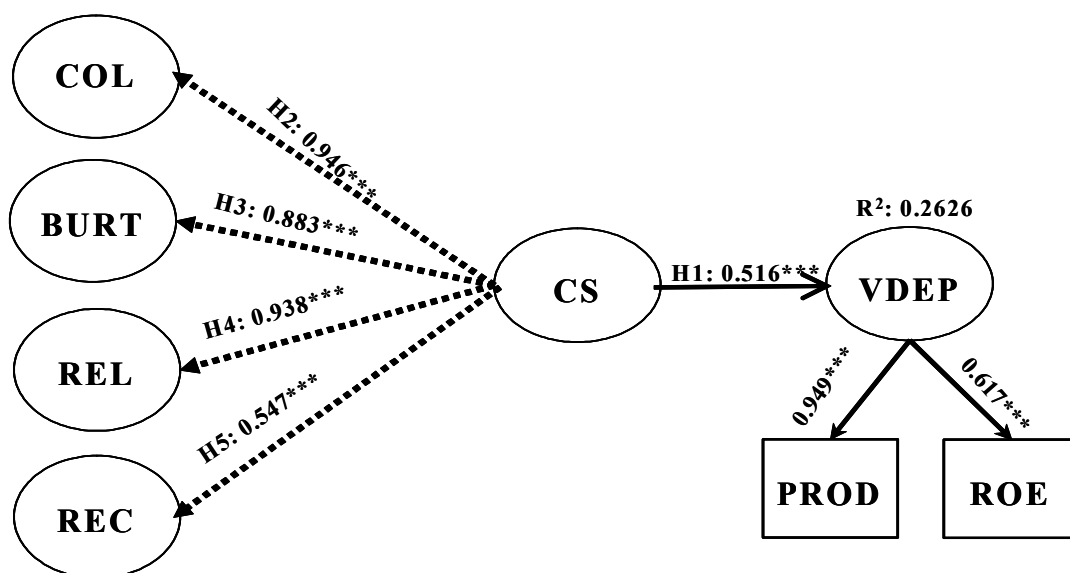 COL
H2: 0.946***
BURT
H3: 0.883***
R²: 0.2626
CS
H1: 0.516***
VDEP
H4: 0.938***
REL
H5: 0.547***
0.949***
0.617***
REC
PROD
ROE